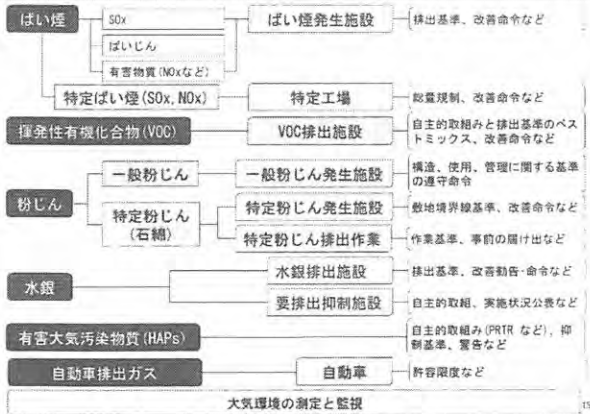 ばい煙
SOx
ばいじん
有害物質(NOxなど)
ばい煙発生施設
排出基準、改善命令など
特定ばい煙(SOx, NOx)
特定工場
総量規制、改善命令など
揮発性有機化合物(VOC)
VOC排出施設
自主的取組みと排出基準のベス
トミックス、改善命令など
粉じん
一般粉じん
一般粉じん発生施設
構造、使用、管理に関する基準
の遵守命令
特定粉じん
(石綿)
特定粉じん発生施設
敷地境界線基準、改善命令など
特定粉じん排出作業
作業基準、事前の届け出など
水銀
水銀排出施設
排出基準、改善勧告・命令など
要排出抑制施設
自主的取組、実施状況公表など
有害大気汚染物質(HAPs)
自主的取組み(PRTR など)、抑
制基準、警告など
自動車排出ガス
自動車
許容限度など
大気環境の測定と監視